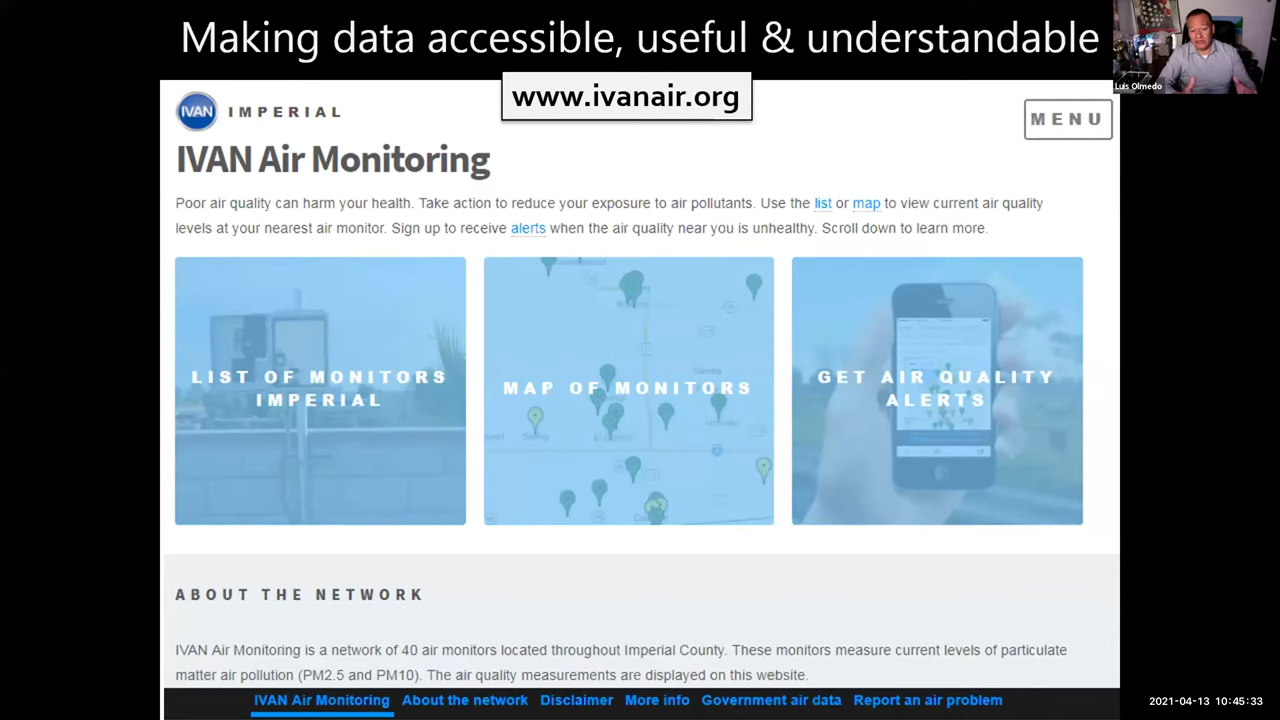 Making data accessible, useful & understandable
www.ivanair.org
Luis Olmedo
IVAN IMPERIAL
MENU
IVAN Air Monitoring
Poor air quality can harm your health. Take action to reduce your exposure to air pollutants. Use the list or map to view current air quality
levels at your nearest air monitor. Sign up to receive alerts when the air quality near you is unhealthy. Scroll down to learn more.
LIST OF MONITORS
IMPERIAL
MAP OF MONITORS
GET AIR QUALITY
ALERTS
ABOUT THE NETWORK
IVAN Air Monitoring is a network of 40 air monitors located throughout Imperial County. These monitors measure current levels of particulate
matter air pollution (PM2.5 and PM10). The air quality measurements are displayed on this website.
IVAN Air Monitoring About the network Disclaimer More info Government air data Report an air problem
2021-04-13 10:45:33